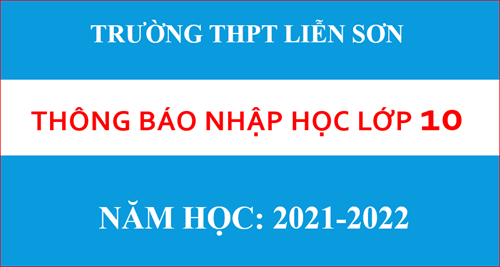 TRƯỜNG THPT LIỄN SƠN
THÔNG BÁO NHẬP HỌC LỚP 10
NĂM HỌC: 2021-2022